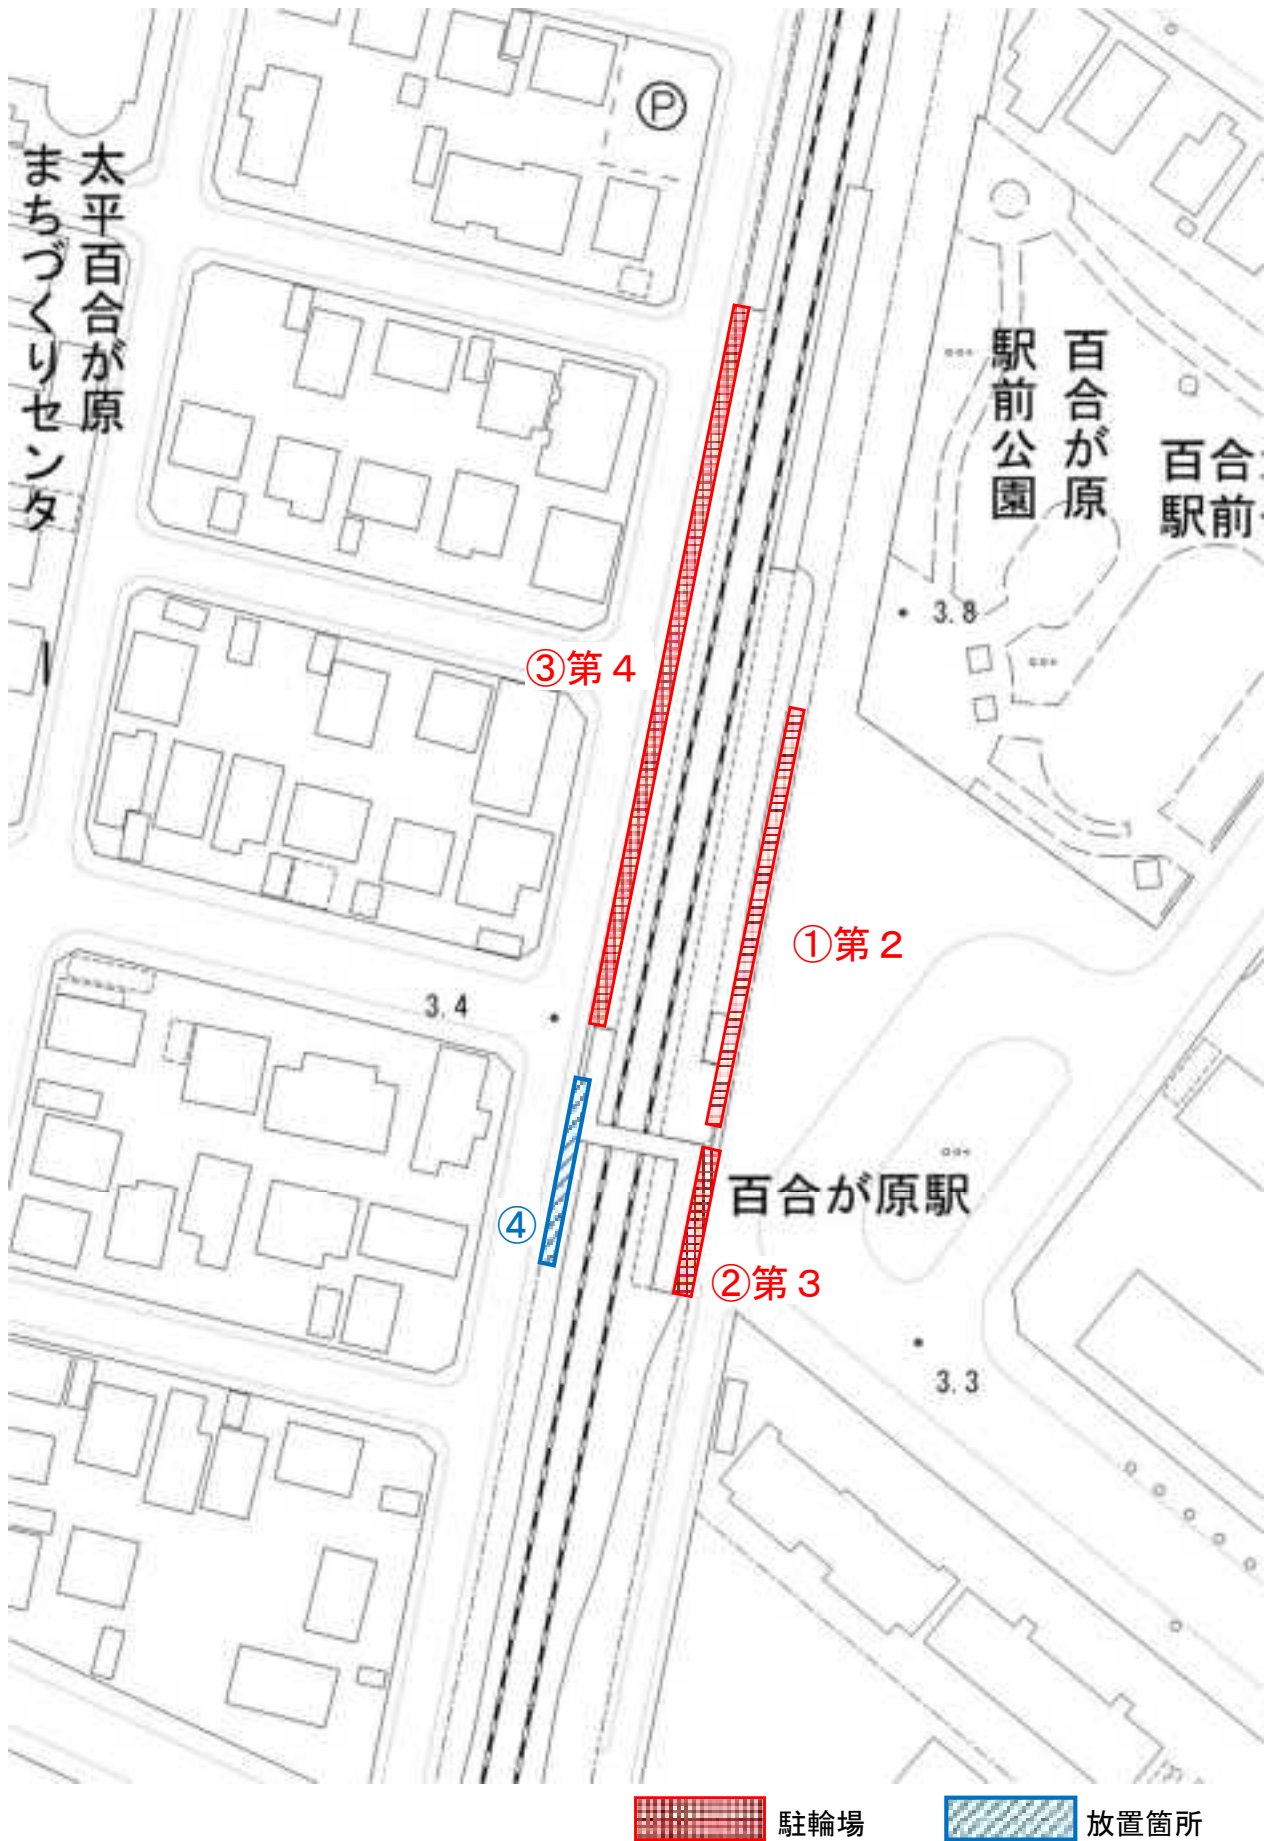 Ⓟ
太平百合が原
まちづくりセンター
百合が原
駅前公園
百合
駅前
3.8
③第４
①第２
3.4
百合が原駅
④
②第３
3.3
駐輪場
放置箇所